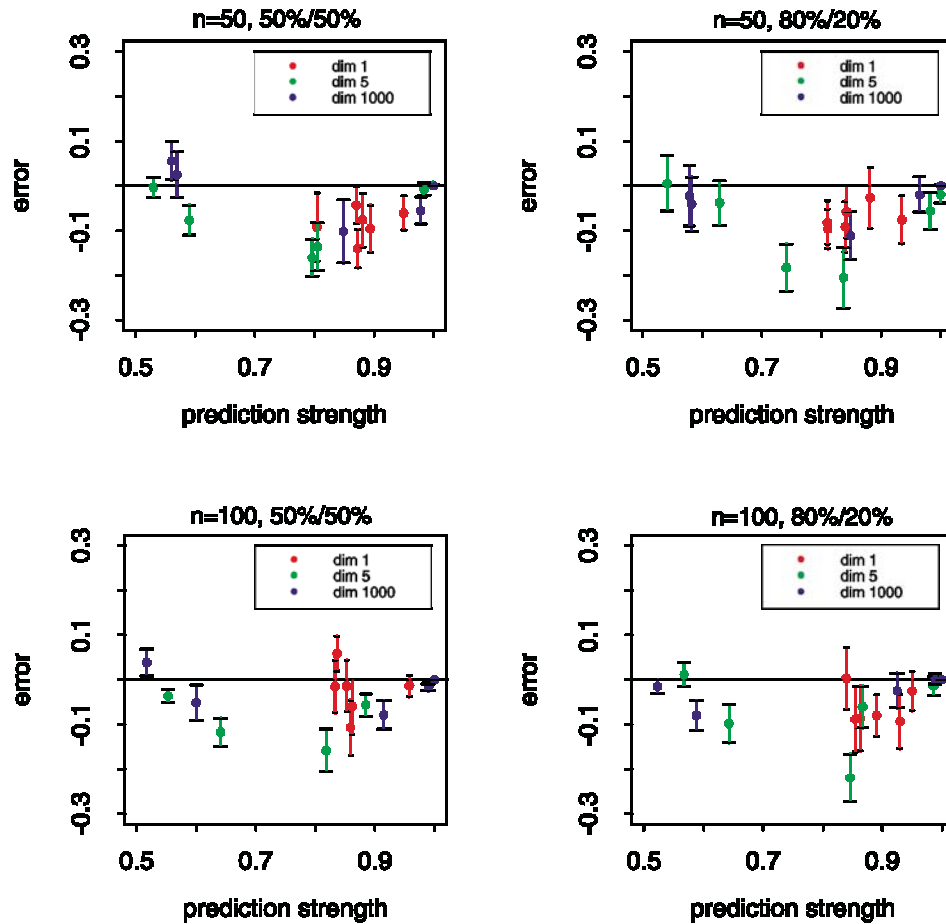 n=50, 50%/50%
0.3
0.1
-0.1
-0.3
error
dim 1
dim 5
dim 1000
0.5
0.7
0.9
prediction strength
n=50, 80%/20%
0.3
0.1
-0.1
-0.3
error
dim 1
dim 5
dim 1000
0.5
0.7
0.9
prediction strength
n=100, 50%/50%
0.3
0.1
-0.1
-0.3
error
dim 1
dim 5
dim 1000
0.5
0.7
0.9
prediction strength
n=100, 80%/20%
0.3
0.1
-0.1
-0.3
error
dim 1
dim 5
dim 1000
0.5
0.7
0.9
prediction strength